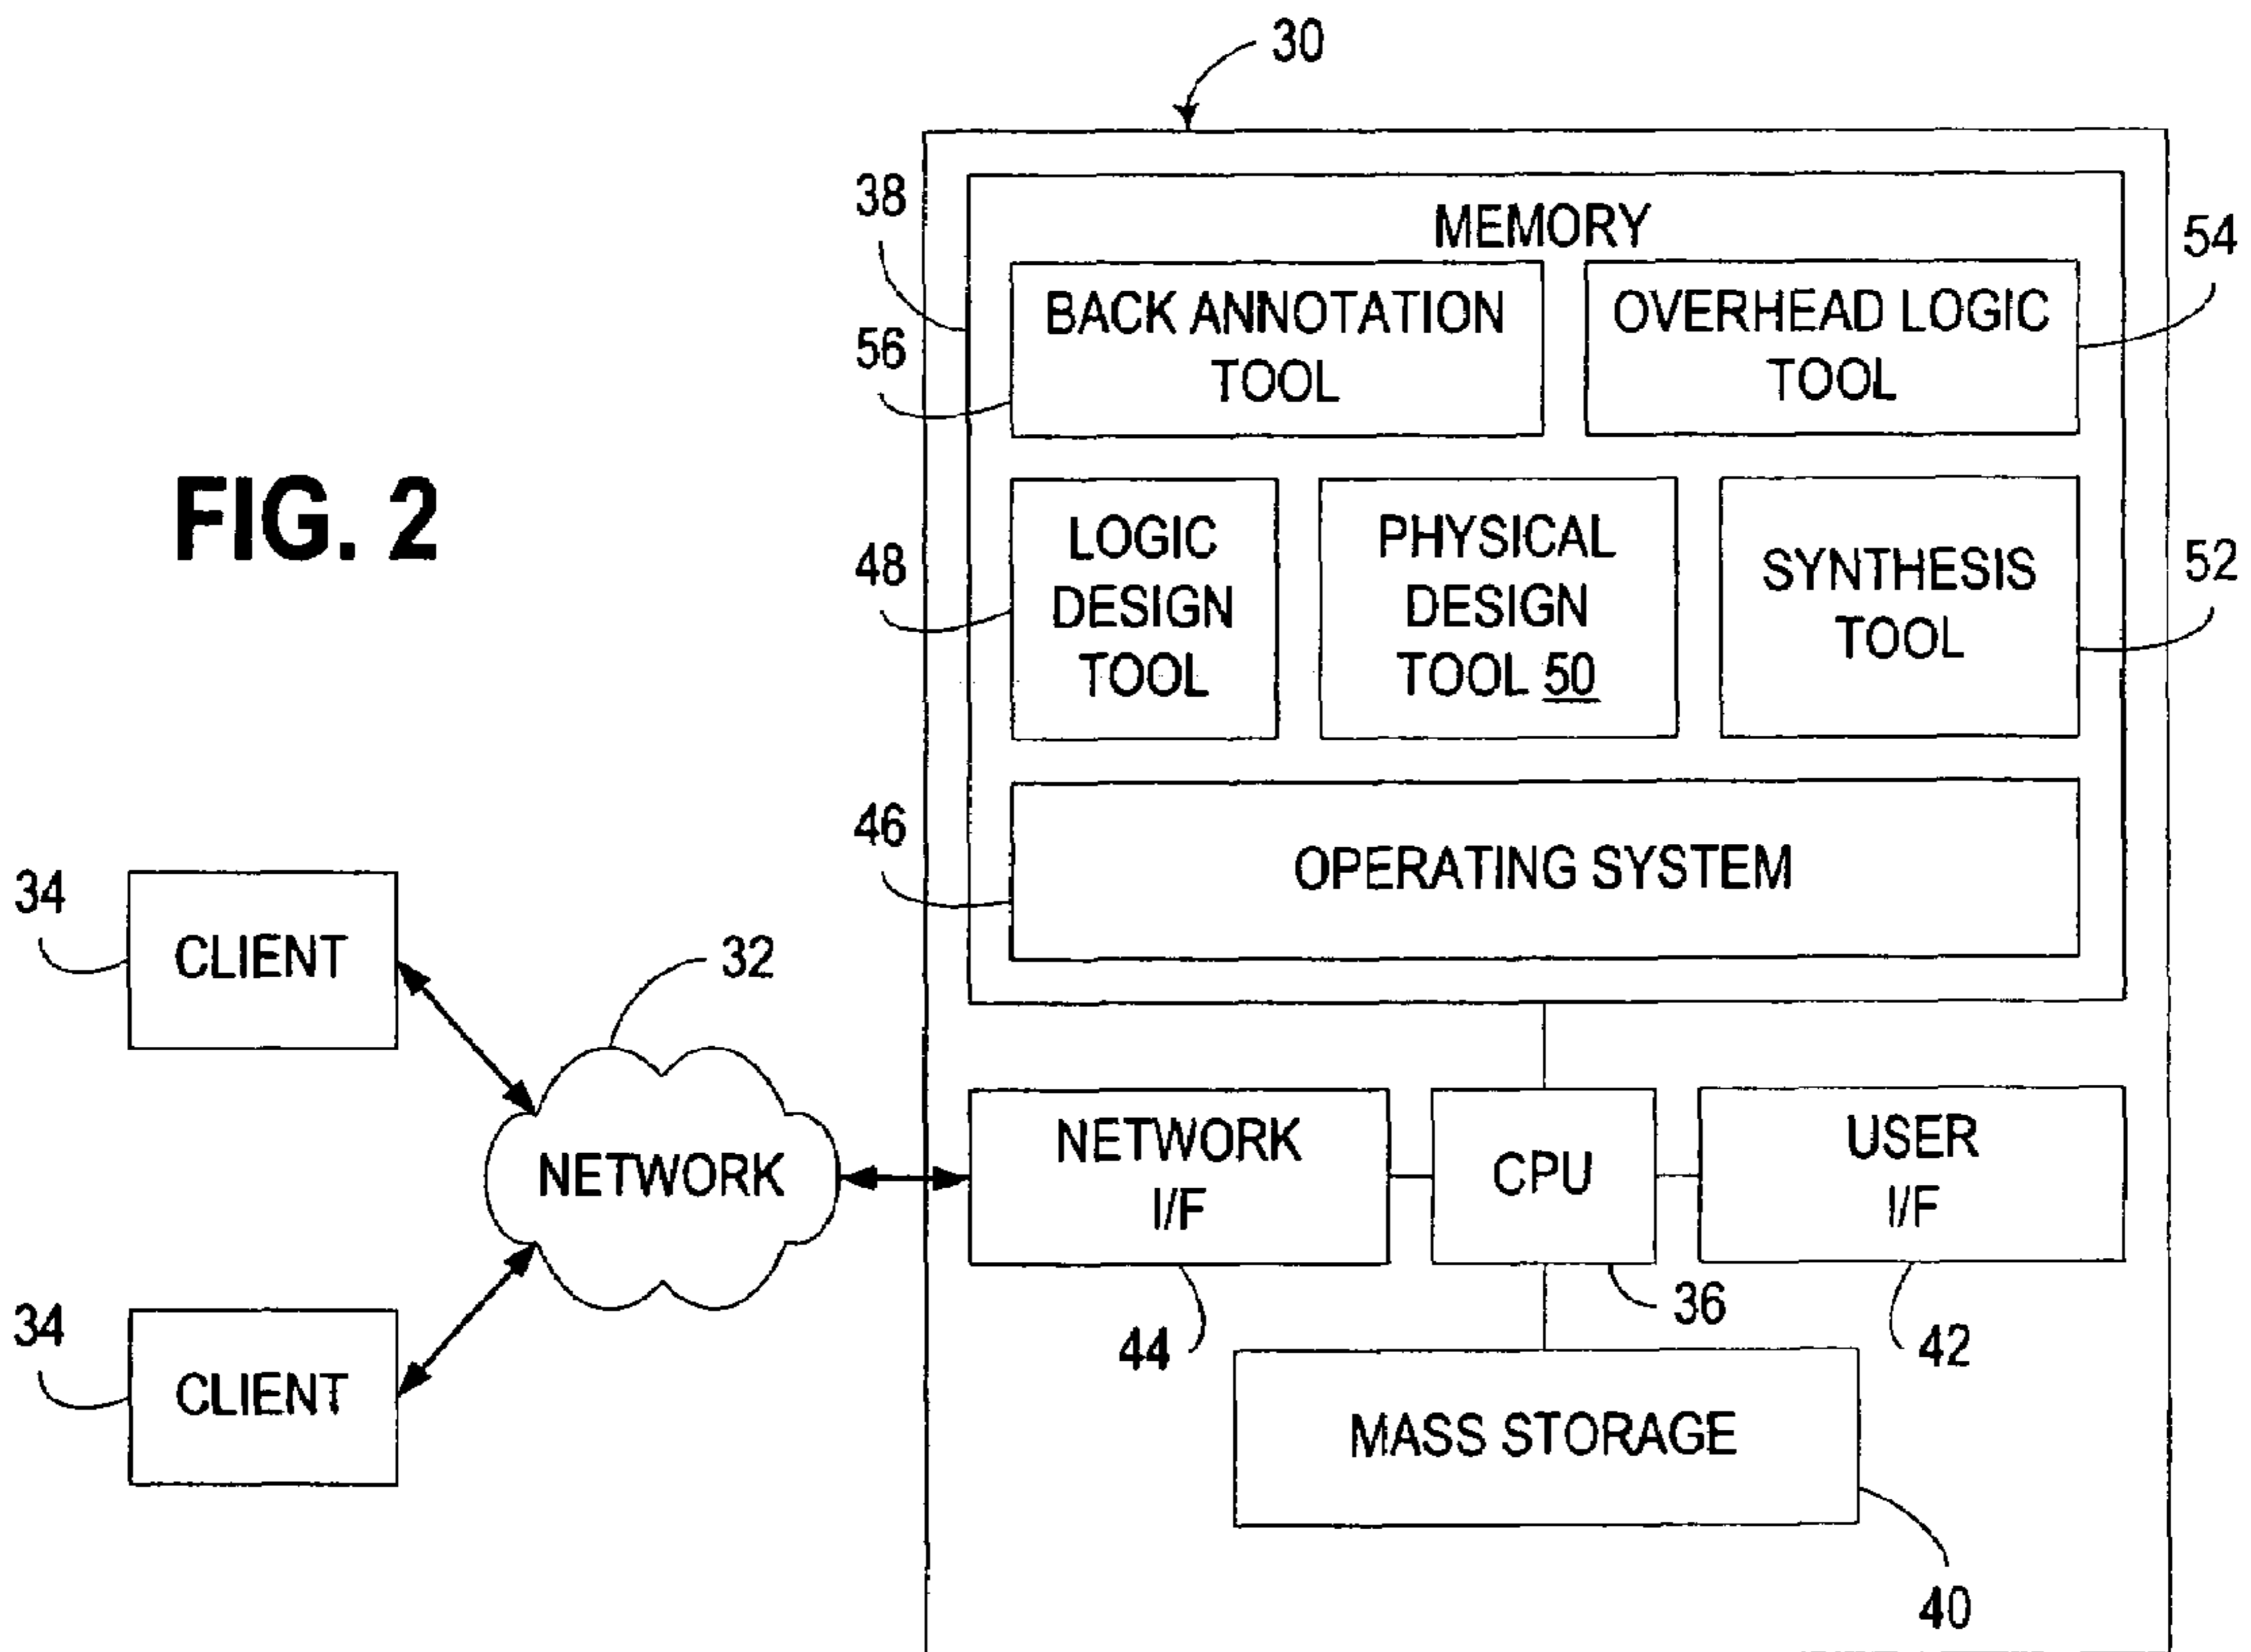 30
38
MEMORY
54
BACK ANNOTATION
TOOL
OVERHEAD LOGIC
TOOL
56
FIG. 2
LOGIC
DESIGN
TOOL
PHYSICAL
DESIGN
TOOL 50
SYNTHESIS
TOOL
48
52
46
OPERATING SYSTEM
34
CLIENT
32
NETWORK
NETWORK
I/F
CPU
USER
I/F
36
44
42
34
CLIENT
MASS STORAGE
40